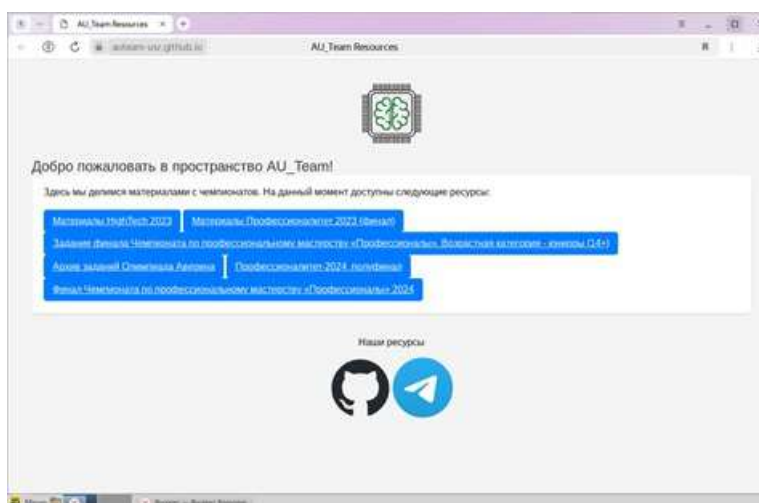 AU_Team Resources
AU_Team Resources
Добро пожаловать в пространство AU_Team!
Здесь мы делимся материалами с чемпионатов. На данный момент доступны следующие ресурсы:
Материалы HighTech 2023 Материалы Профессионалитет 2023 (финал)
Задание финала Чемпионата по профессиональному мастерству «Профессионалы». Возрастная категория - юниоры (14+)
Архив заданий Олимпиада Профессионалитет 2024, полуфинал
Финал Чемпионата по профессиональному мастерству «Профессионалы» 2024
Наши ресурсы